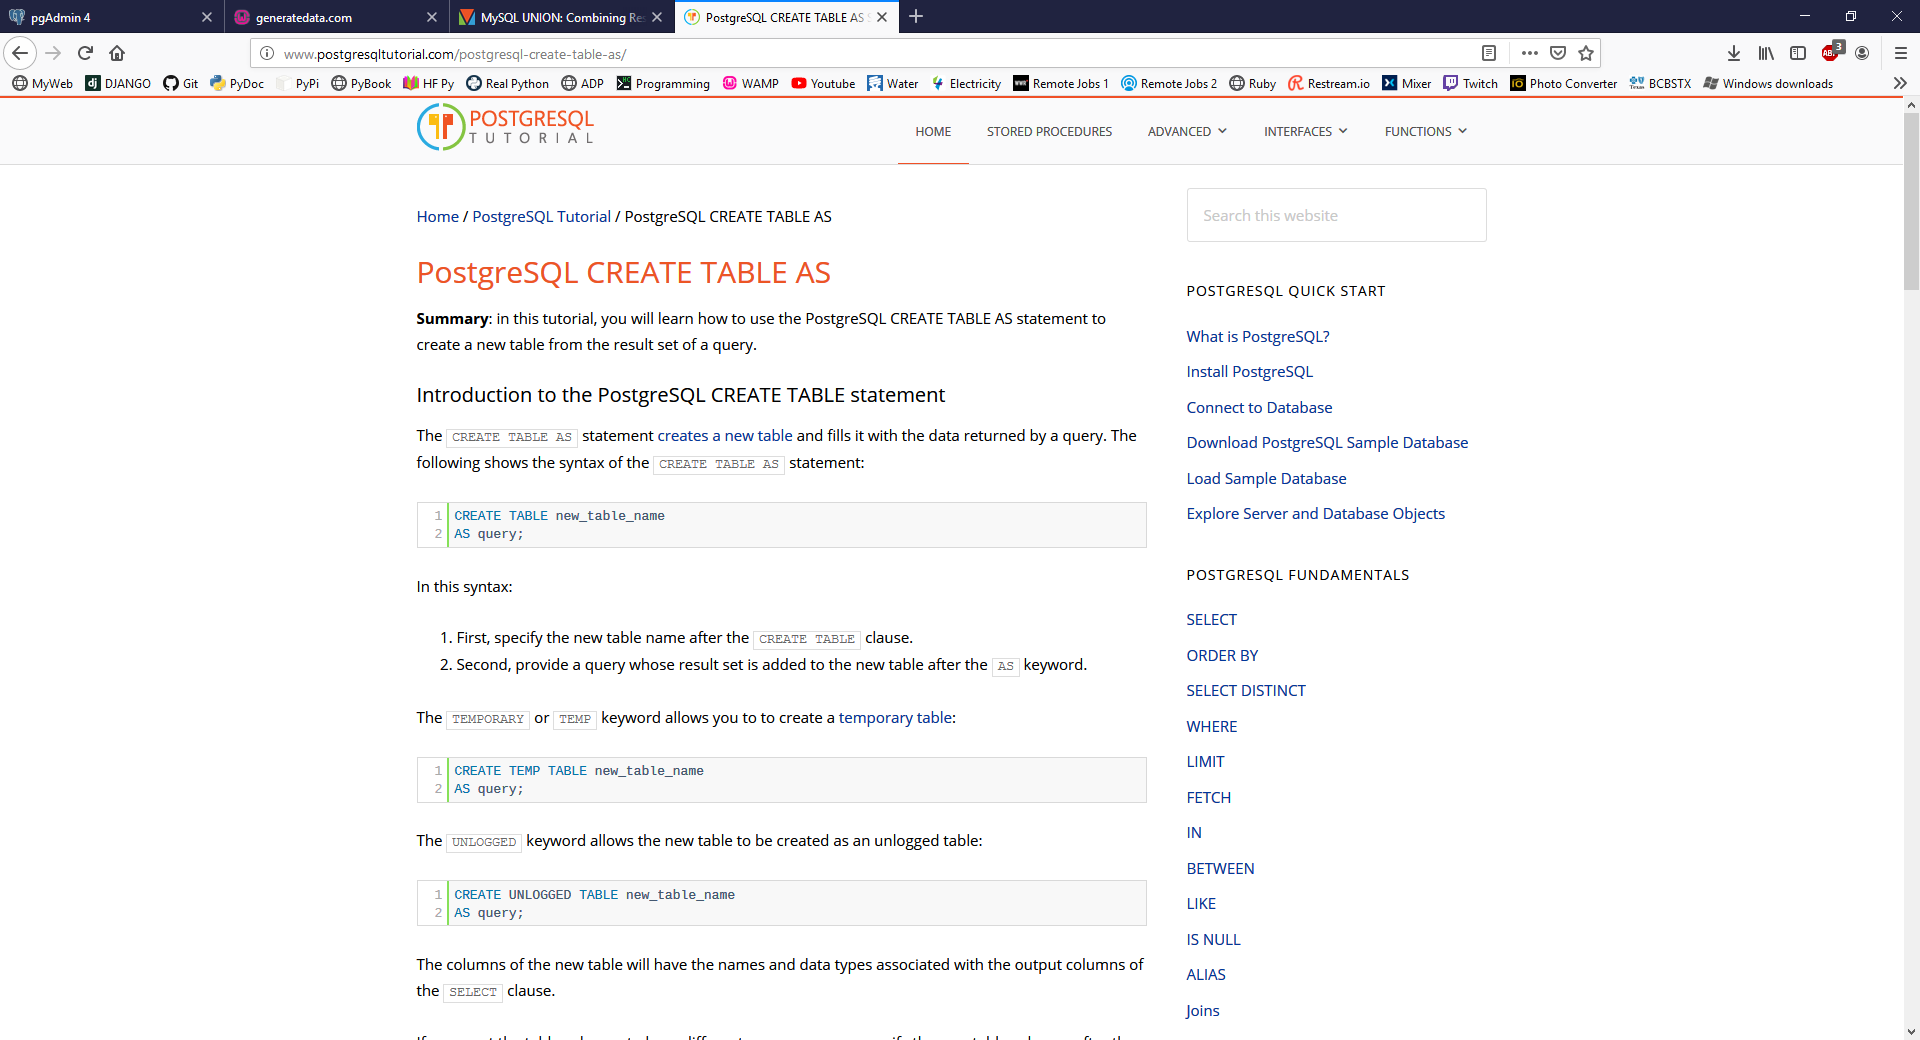 pgAdmin 4
generatedata.com
MySQL UNION: Combining Re
PostgreSQL CREATE TABLE AS S
www.postgresqltutorial.com/postgresql-create-table-as/
3
MyWeb DJANGO Git PyDoc PyPi PyBook HF Py Real Python ADP Programming WAMP Youtube Water Electricity Remote Jobs 1 Remote Jobs 2 Ruby Restream.io Mixer Twitch Photo Converter BCBSTX Windows downloads
POSTGRESQL
TUTORIAL
HOME STORED PROCEDURES ADVANCED INTERFACES FUNCTIONS
Home / PostgreSQL Tutorial / PostgreSQL CREATE TABLE AS
PostgreSQL CREATE TABLE AS
Summary: in this tutorial, you will learn how to use the PostgreSQL CREATE TABLE AS statement to
create a new table from the result set of a query.
Introduction to the PostgreSQL CREATE TABLE statement
The CREATE TABLE AS statement creates a new table and fills it with the data returned by a query. The
following shows the syntax of the CREATE TABLE AS statement:
1 CREATE TABLE new_table_name
2 AS query;
In this syntax:
1. First, specify the new table name after the CREATE TABLE clause.
2. Second, provide a query whose result set is added to the new table after the AS keyword.
The TEMPORARY or TEMP keyword allows you to to create a temporary table:
1 CREATE TEMP TABLE new_table_name
2 AS query;
The UNLOGGED keyword allows the new table to be created as an unlogged table:
1 CREATE UNLOGGED TABLE new_table_name
2 AS query;
The columns of the new table will have the names and data types associated with the output columns of
the SELECT clause.
Search this website
POSTGRESQL QUICK START
What is PostgreSQL?
Install PostgreSQL
Connect to Database
Download PostgreSQL Sample Database
Load Sample Database
Explore Server and Database Objects
POSTGRESQL FUNDAMENTALS
SELECT
ORDER BY
SELECT DISTINCT
WHERE
LIMIT
FETCH
IN
BETWEEN
LIKE
IS NULL
ALIAS
Joins